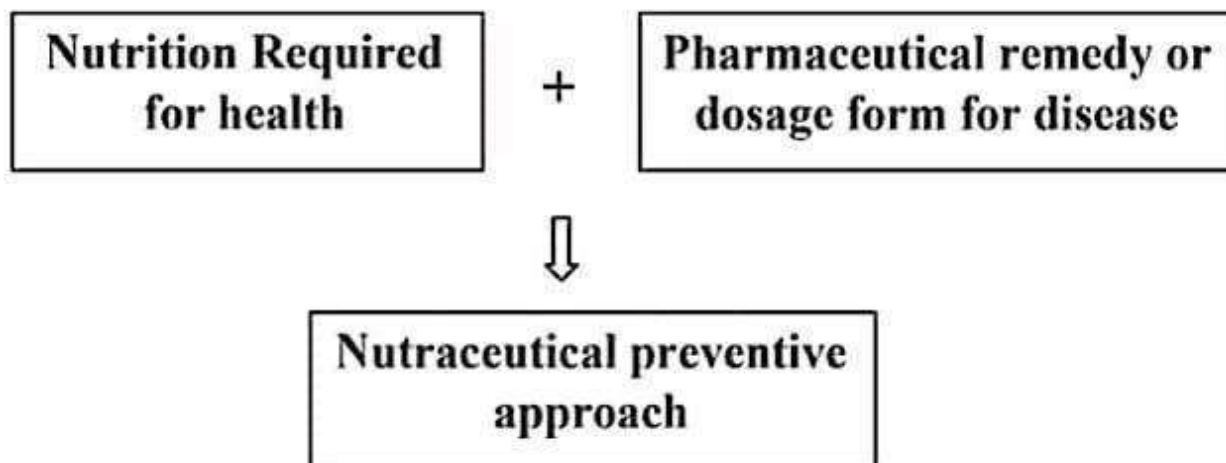 Nutrition Required
for health
+
Pharmaceutical remedy or
dosage form for disease
Nutraceutical preventive
approach